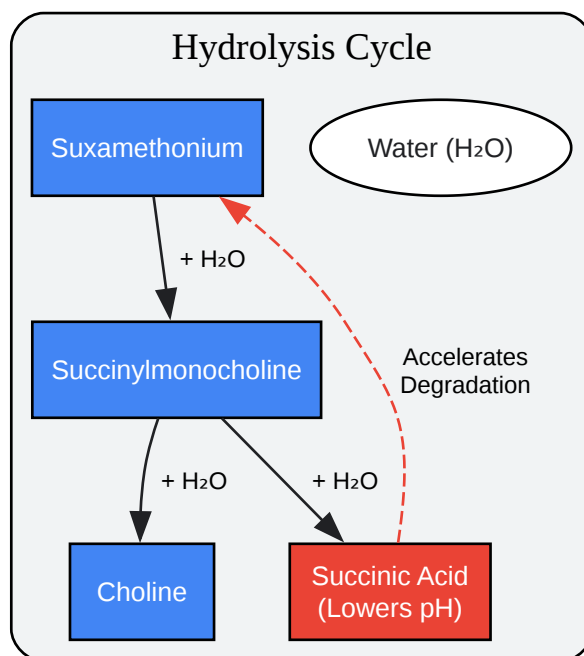 Hydrolysis Cycle
Suxamethonium
Water (H₂O)
+ H₂O
Succinylmonocholine
Accelerates
Degradation
+ H₂O
+ H₂O
Choline
Succinic Acid
(Lowers pH)